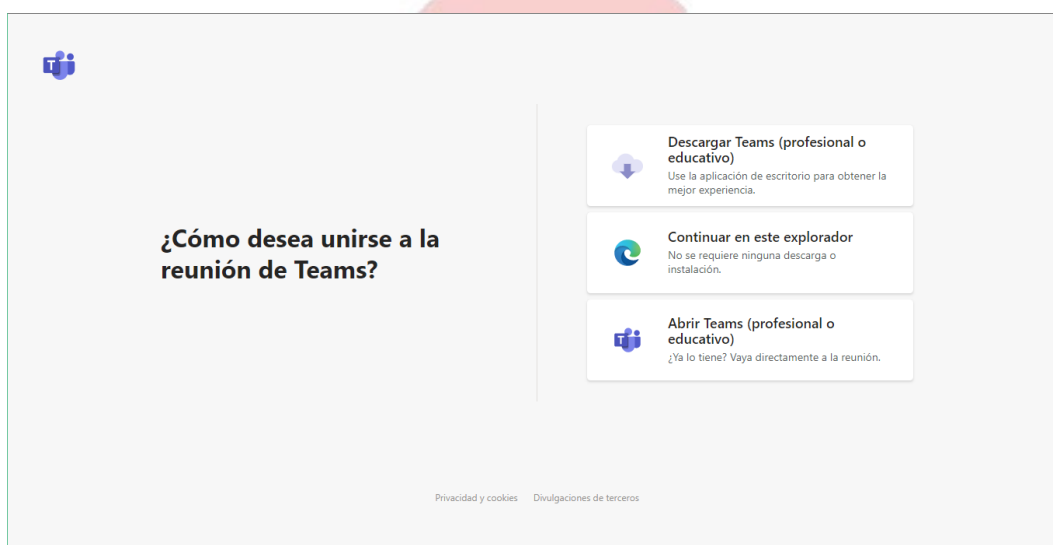 ¿Cómo desea unirse a la
reunión de Teams?
Descargar Teams (profesional o
educativo)
Use la aplicación de escritorio para obtener la
mejor experiencia.
Continuar en este explorador
No se requiere ninguna descarga o
instalación.
Abrir Teams (profesional o
educativo)
¿Ya lo tiene? Vaya directamente a la reunión.
Privacidad y cookies Divulgaciones de terceros